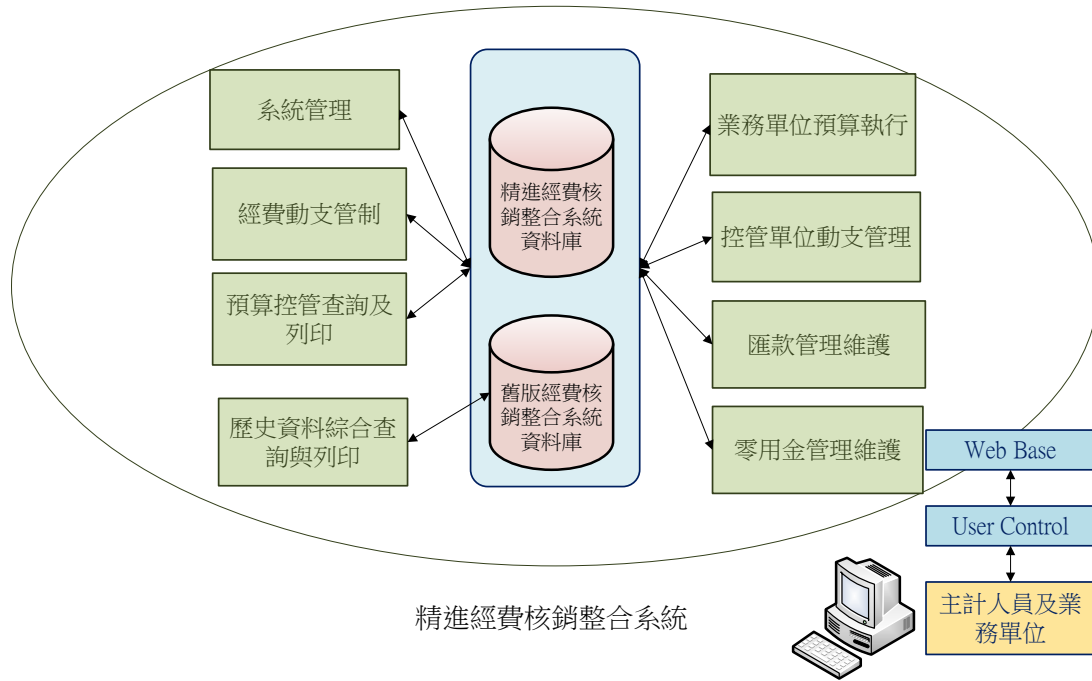 系統管理
經費動支管制
預算控管查詢及
列印
歷史資料綜合查
詢與列印
精進經費核
銷整合系統
資料庫
舊版經費核
銷整合系統
資料庫
業務單位預算執行
控管單位動支管理
匯款管理維護
零用金管理維護
Web Base
User Control
主計人員及業
務單位
精進經費核銷整合系統